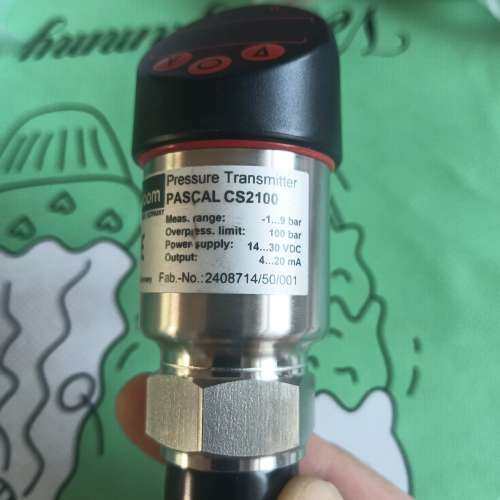 Pressure Transmitter
PASCAL CS2100
Meas. range: -1...9 bar
Overpress. limit: 100 bar
Power supply: 14...30 VDC
Output: 4...20 mA
Fab.-No.:2408714/50/001